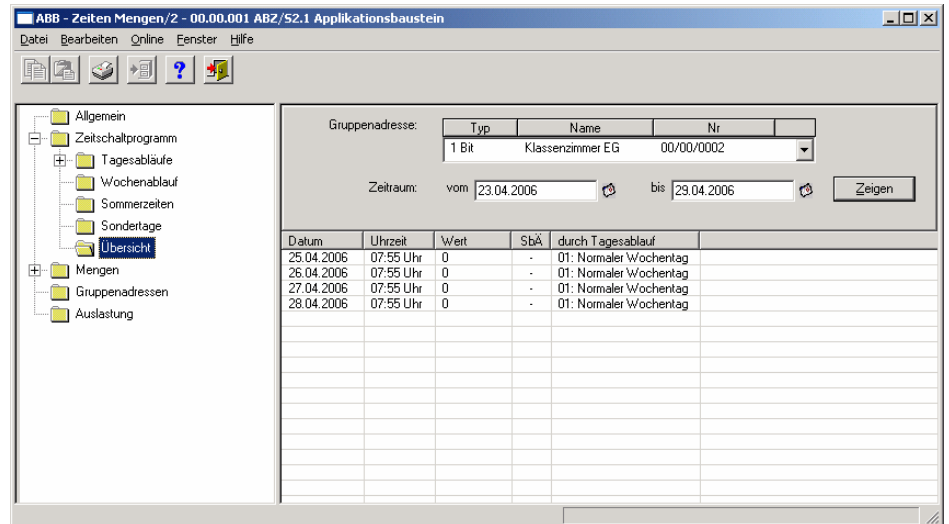 ABB - Zeiten Mengen/2 - 00.00.001 ABZ/S2.1 Applikationsbaustein
Datei Bearbeiten Online Fenster Hilfe
Allgemein
Zeitschaltprogramm
Tagesabläufe
Wochenablauf
Sommerzeiten
Sondertage
Übersicht
Mengen
Gruppenadressen
Auslastung
Gruppenadresse: Typ Name Nr
1 Bit Klassenzimmer EG 00/00/0002
Zeitraum: vom 23.04.2006 bis 29.04.2006 Zeigen
Datum Uhrzeit Wert SbÄ durch Tagesablauf
25.04.2006 07:55 Uhr 0 - 01: Normaler Wochentag
26.04.2006 07:55 Uhr 0 - 01: Normaler Wochentag
27.04.2006 07:55 Uhr 0 - 01: Normaler Wochentag
28.04.2006 07:55 Uhr 0 - 01: Normaler Wochentag